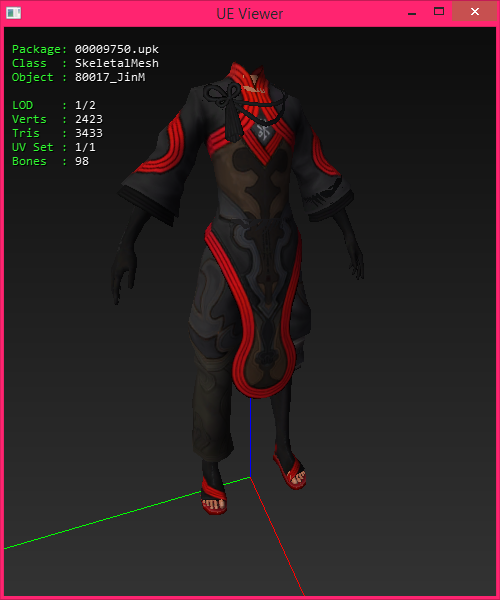 UE Viewer
Package: 00009750.upk
Class : SkeletalMesh
Object : 80017_JinM
LOD : 1/2
Verts : 2423
Tris : 3433
UV Set : 1/1
Bones : 98